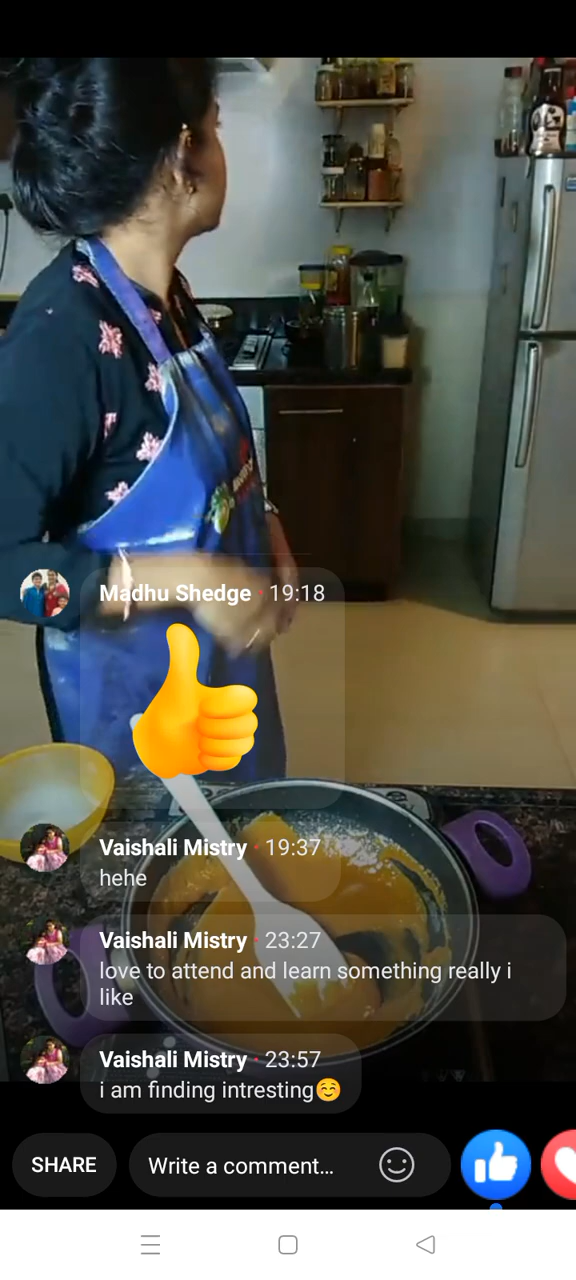 Madhu Shedge · 19:18
Vaishali Mistry · 19:37
hehe
Vaishali Mistry · 23:27
love to attend and learn something really i
like
Vaishali Mistry · 23:57
i am finding intresting☺️
SHARE
Write a comment...